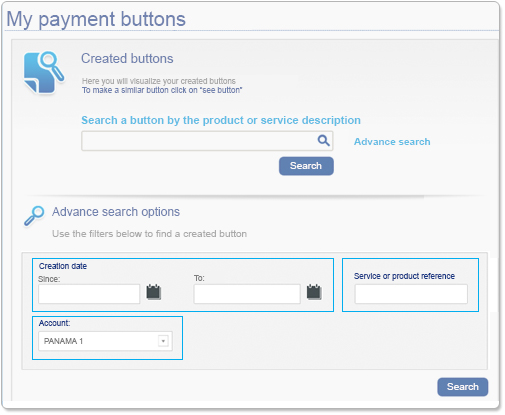 My payment buttons
Created buttons
Here you will visualize your created buttons
To make a similar button click on "see button"
Search a button by the product or service description
Advance search
Search
Advance search options
Use the filters below to find a created button
Creation date
Since:
To:
Service or product reference
Account:
PANAMA 1
Search